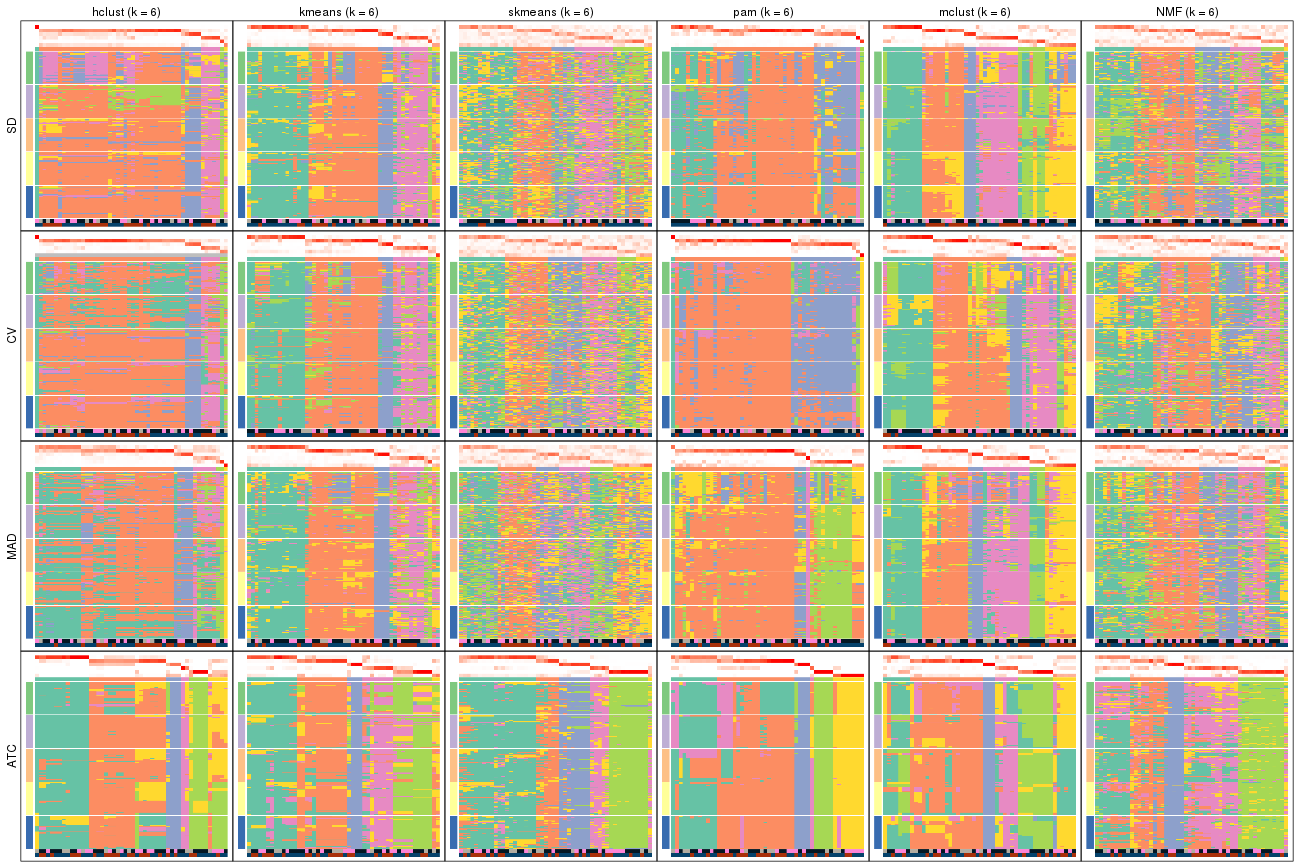 hclust (k = 6) kmeans (k = 6) skmeans (k = 6) pam (k = 6) mclust (k = 6) NMF (k = 6)
SD
CV
MAD
ATC